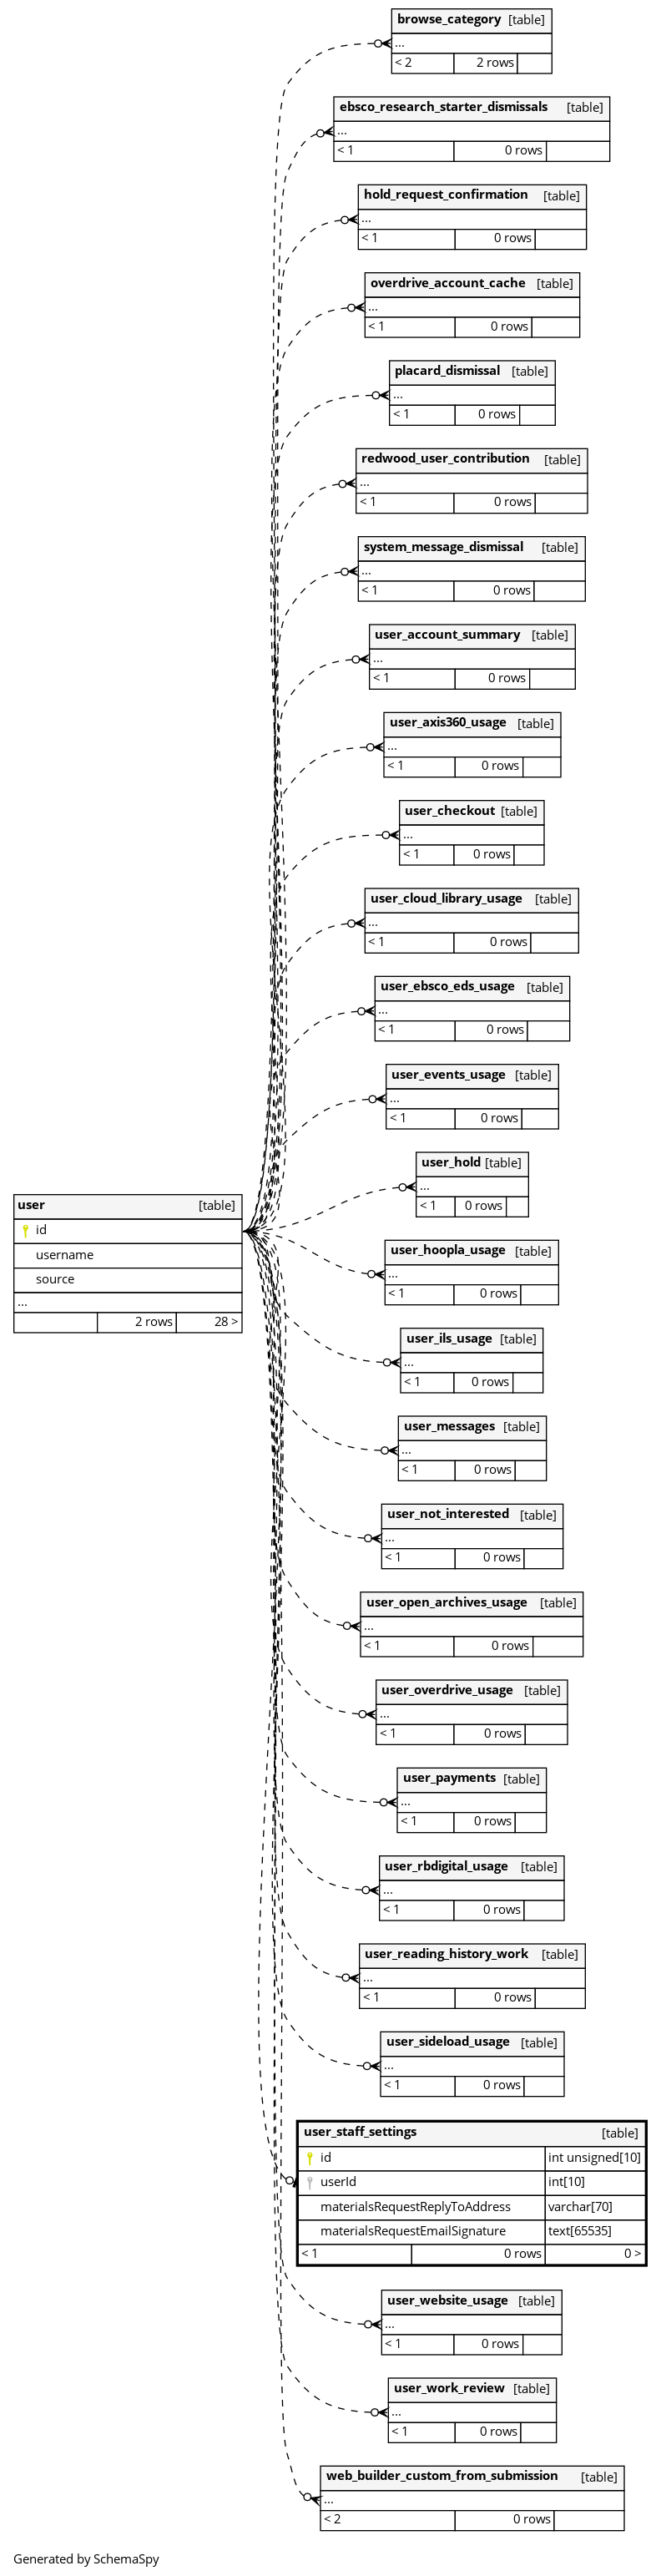 browse_category [table]
...
< 2 2 rows
ebsco_research_starter_dismissals [table]
...
< 1 0 rows
hold_request_confirmation [table]
...
< 1 0 rows
overdrive_account_cache [table]
...
< 1 0 rows
placard_dismissal [table]
...
< 1 0 rows
redwood_user_contribution [table]
...
< 1 0 rows
system_message_dismissal [table]
...
< 1 0 rows
user_account_summary [table]
...
< 1 0 rows
user_axis360_usage [table]
...
< 1 0 rows
user_checkout [table]
...
< 1 0 rows
user_cloud_library_usage [table]
...
< 1 0 rows
user_ebsco_eds_usage [table]
...
< 1 0 rows
user_events_usage [table]
...
< 1 0 rows
user_hold [table]
...
< 1 0 rows
user [table]
id
username
source
...
2 rows 28 >
user_hoopla_usage [table]
...
< 1 0 rows
user_ils_usage [table]
...
< 1 0 rows
user_messages [table]
...
< 1 0 rows
user_not_interested [table]
...
< 1 0 rows
user_open_archives_usage [table]
...
< 1 0 rows
user_overdrive_usage [table]
...
< 1 0 rows
user_payments [table]
...
< 1 0 rows
user_rbdigital_usage [table]
...
< 1 0 rows
user_reading_history_work [table]
...
< 1 0 rows
user_sideload_usage [table]
...
< 1 0 rows
user_staff_settings [table]
id int unsigned[10]
userId int[10]
materialsRequestReplyToAddress varchar[70]
materialsRequestEmailSignature text[65535]
< 1 0 rows 0 >
user_website_usage [table]
...
< 1 0 rows
user_work_review [table]
...
< 1 0 rows
web_builder_custom_from_submission [table]
...
< 2 0 rows
Generated by SchemaSpy